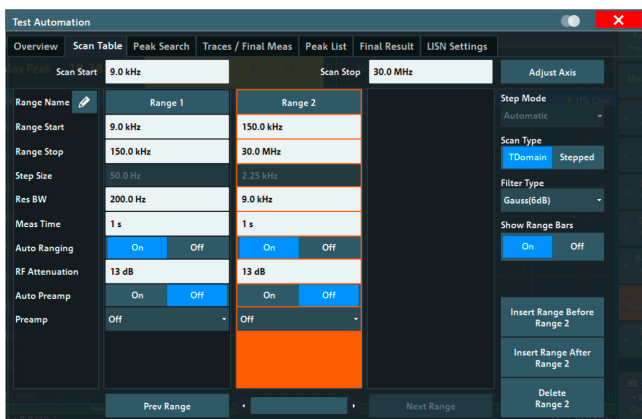 Test Automation
Overview Scan Table Peak Search Traces / Final Meas Peak List Final Result LISN Settings
Scan Start 9.0 kHz Scan Stop 30.0 MHz Adjust Axis
Range Name Range 1 Range 2 Step Mode
Automatic
Range Start 9.0 kHz 150.0 kHz
Range Stop 150.0 kHz 30.0 MHz Scan Type
TDomain Stepped
Step Size 50.0 Hz 2.25 kHz
Filter Type
Res BW 200.0 Hz 9.0 kHz Gauss(6dB)
Meas Time 1 s 1 s Show Range Bars
Auto Ranging On Off On Off On Off
RF Attenuation 13 dB 13 dB
Auto Preamp On Off On Off
Preamp Off Off
Insert Range Before
Range 2
Insert Range After
Range 2
Delete
Range 2
Prev Range Next Range